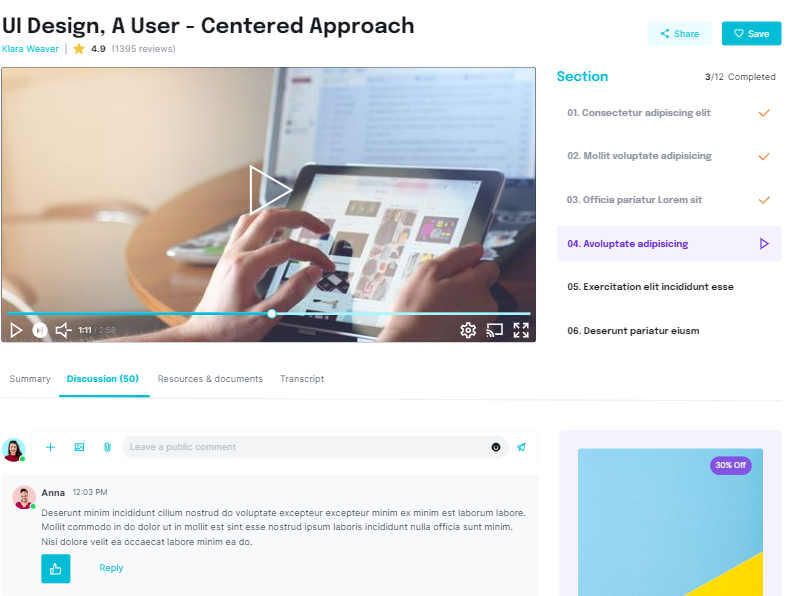 UI Design, A User - Centered Approach
Share
Save
Klara Weaver | 4.9 (1395 reviews)
Section
3/12 Completed
01. Consectetur adipiscing elit
02. Mollit voluptate adipisicing
03. Officia pariatur Lorem sit
04. Avoluptate adipisicing
05. Exercitation elit incididunt esse
06. Deserunt pariatur eiusm
1:11 / 2:58
Summary
Discussion (50)
Resources & documents
Transcript
Leave a public comment
Anna 12:03 PM
Deserunt minim incididunt cillum nostrud do voluptate excepteur excepteur minim ex minim est laborum labore.
Mollit commodo in do dolor ut in mollit est sint esse nostrud ipsum laboris incididunt nulla officia sunt minim.
Nisi dolore velit ea occaecat labore minim ea do.
Reply
30% Off